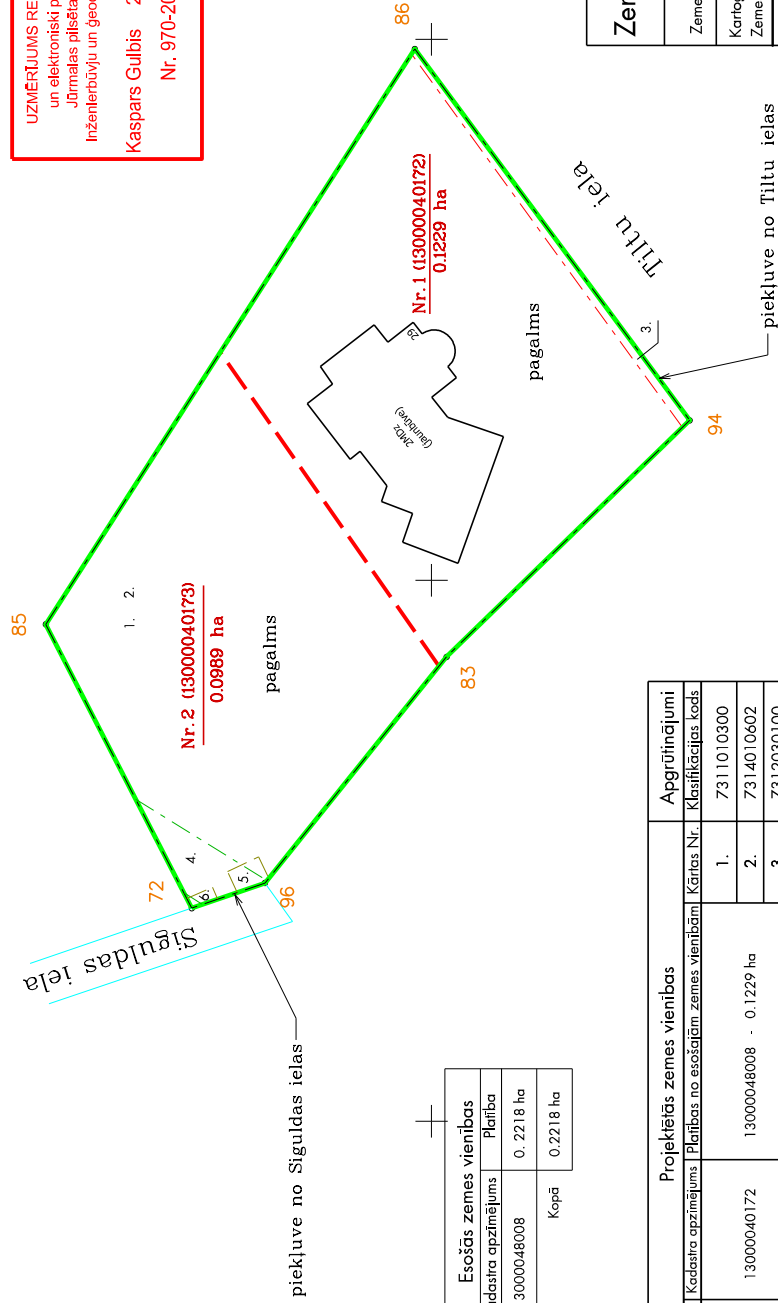 UZMĒRĪJUMS RE
un elektroniski p
Jūrmalas pilsēta
Inženierbūvju un ģeo
Kaspars Gulbis 2
Nr. 970-20
86
Zem
Zeme
Kartog
Zeme
Nr. 1 (13000040172)
0.1229 ha
Tiltu iela
piekļuve no Tiltu ielas
3.
pagalms
29
2MDz
(jaunbūve)
94
85
1. 2.
Nr. 2 (13000040173)
0.0989 ha
pagalms
83
72
4.
5.
6.
96
Siguldas iela
piekļuve no Siguldas ielas
Esošās zemes vienības
dastra apzīmējums Platība
3000048008 0.2218 ha
Kopā 0.2218 ha
Projektētās zemes vienības Apgrūtinājumi
Kadastra apzīmējums Platības no esošajām zemes vienībām Kārtas Nr. Klasifikācijas kods
13000040172 13000048008 - 0.1229 ha 1. 7311010300
2. 7314010602
3. 7312030100